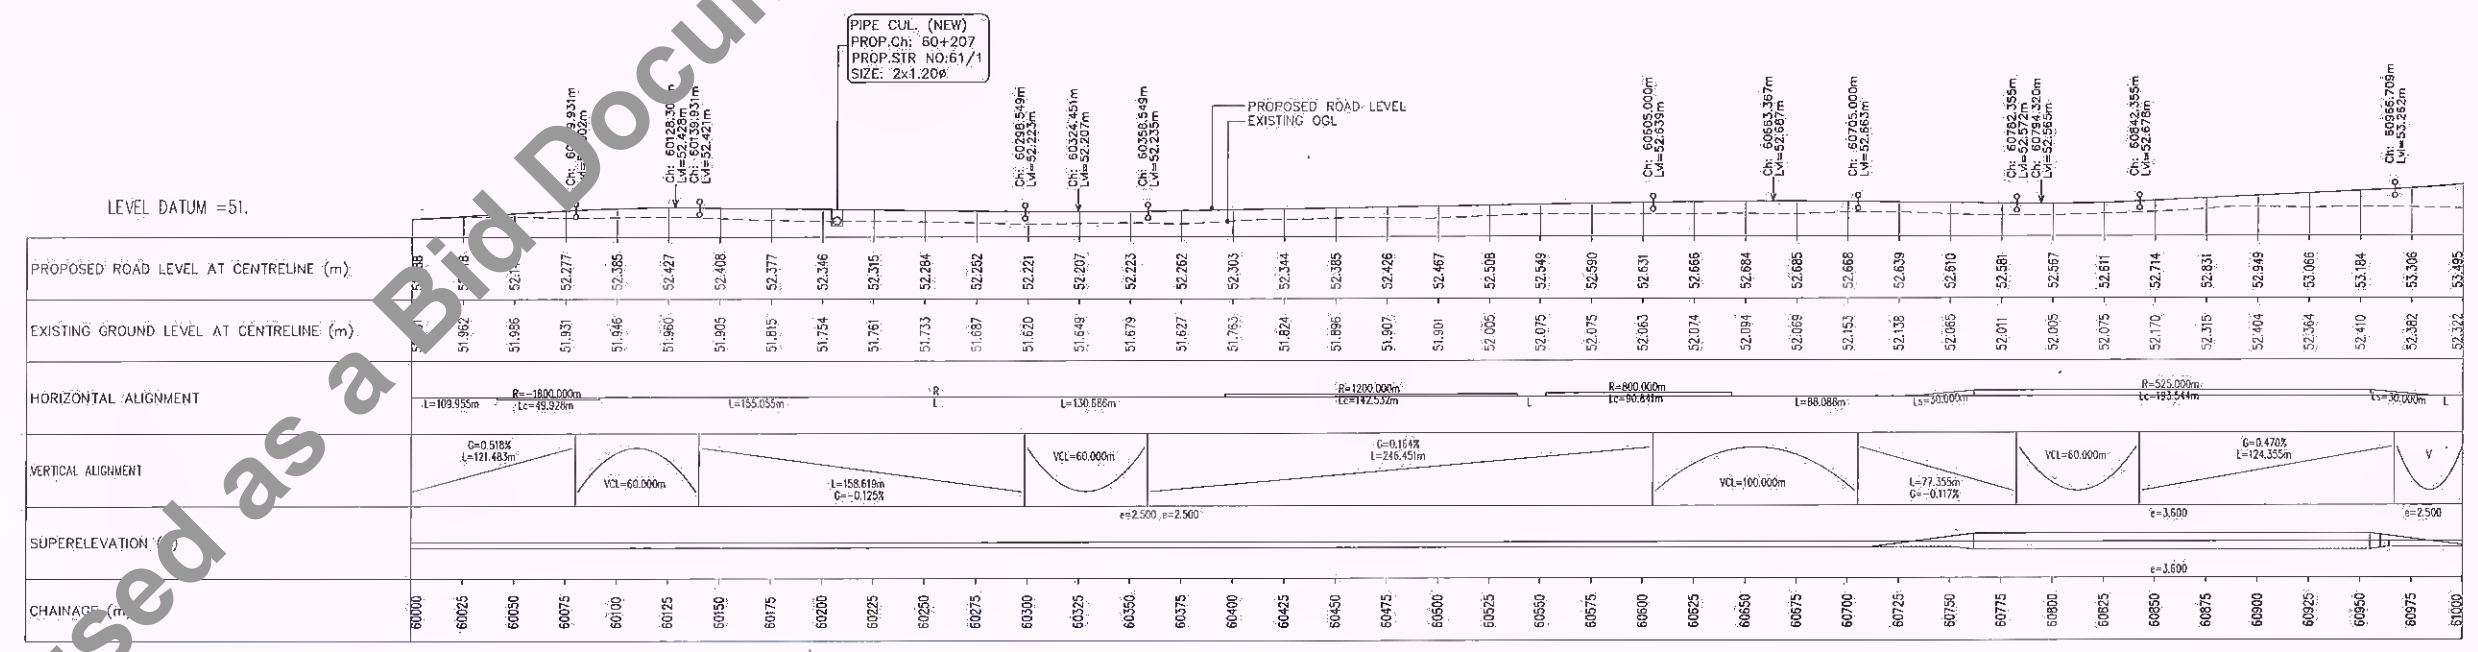 PIPE CUL. (NEW)
PROP.Ch: 60+207
PROP.STR NO:61/1
SIZE: 2x1.20ø
Ch: 60128.30
Lvl=52.428m
Ch: 60139.931m
Lvl=52.421m
Ch: 60298.549m
Lvl=52.223m
Ch: 60324.451m
Lvl=52.207m
Ch: 60358.549m
Lvl=52.235m
PROPOSED ROAD LEVEL
EXISTING OGL
Ch: 60605.000m
Lvl=52.639m
Ch: 60663.367m
Lvl=52.687m
Ch: 60705.000m
Lvl=52.663m
Ch: 60782.355m
Lvl=52.572m
Ch: 60794.320m
Lvl=52.565m
Ch: 60842.355m
Lvl=52.678m
Ch: 60966.709m
Lvl=53.262m
LEVEL DATUM =51.
PROPOSED ROAD LEVEL AT CENTRELINE (m)
52.277 52.385 52.427 52.408 52.377 52.346 52.315 52.284 52.252 52.221 52.207 52.223 52.262 52.303 52.344 52.385 52.426 52.467 52.508 52.549 52.590 52.631 52.666 52.684 52.685 52.668 52.639 52.610 52.581 52.567 52.611 52.714 52.831 52.949 53.066 53.184 53.306 53.495
EXISTING GROUND LEVEL AT CENTRELINE (m)
51.962 51.986 51.931 51.946 51.960 51.905 51.815 51.754 51.761 51.733 51.687 51.620 51.649 51.679 51.627 51.763 51.824 51.896 51.907 51.901 52.005 52.075 52.075 52.063 52.074 52.094 52.069 52.153 52.138 52.085 52.011 52.005 52.075 52.170 52.315 52.404 52.364 52.410 52.382 52.322
HORIZONTAL ALIGNMENT
L=109.955m R=-1800.000m Lc=49.928m L=155.055m R L L=130.686m R=1200.000m Lc=142.532m L R=800.000m Lc=90.841m L=88.088m Ls=30.000m R=525.000m Lc=193.544m Ls=30.000m L
VERTICAL ALIGNMENT
G=0.518% L=121.483m VCL=60.000m L=158.619m G=-0.125% VCL=60.000m G=0.164% L=246.451m VCL=100.000m L=77.355m G=-0.117% VCL=60.000m G=0.470% L=124.355m V
SUPERELEVATION
e=2.500 e=2.500 e=3.600 e=2.500
e=3.600
CHAINAGE (m
60000 60025 60050 60075 60100 60125 60150 60175 60200 60225 60250 60275 60300 60325 60350 60375 60400 60425 60450 60475 60500 60525 60550 60575 60600 60625 60650 60675 60700 60725 60750 60775 60800 60825 60850 60875 60900 60925 60950 60975 61000
used as a Bid Docu